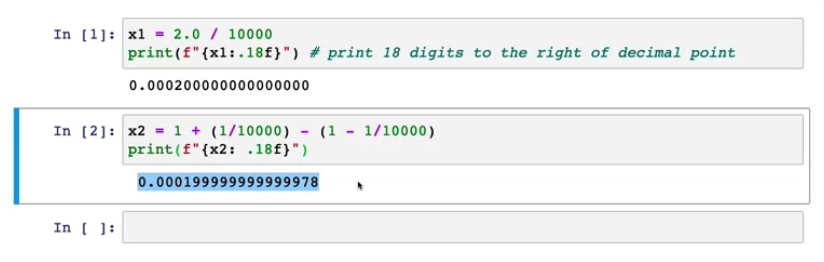 In [1]: x1 = 2.0 / 10000
print(f"{x1:.18f}") # print 18 digits to the right of decimal point
0.000200000000000000
In [2]: x2 = 1 + (1/10000) - (1 - 1/10000)
print(f"{x2: .18f}")
0.000199999999999978
In [ ]: